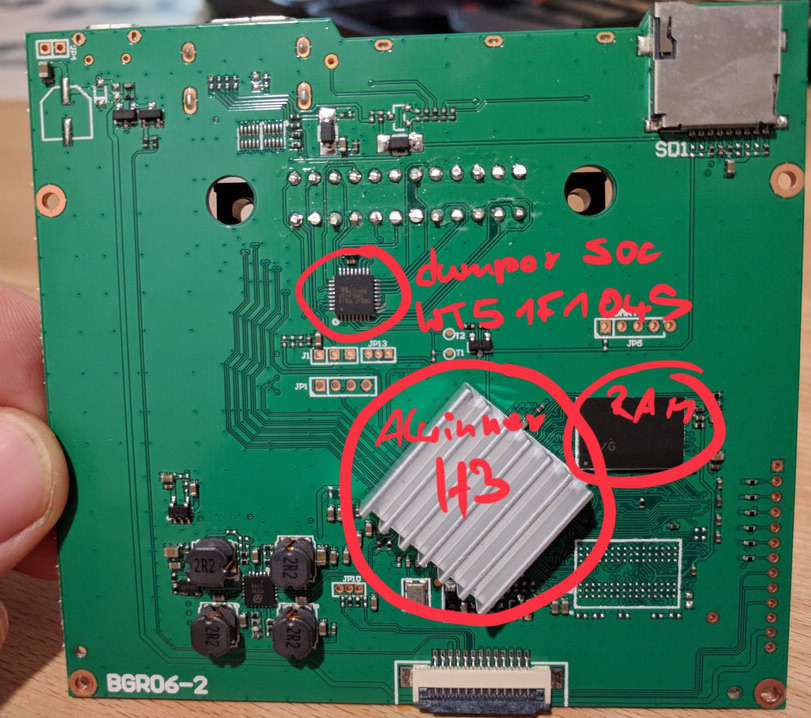 JP4
SD1
dumper SOC
WT51F104S
T2
T1
J1
JP13
JP5
JP1
RAM
/G
Allwinner
H3
2R2
2R2
JP10
2R2
2R2
BGR06-2